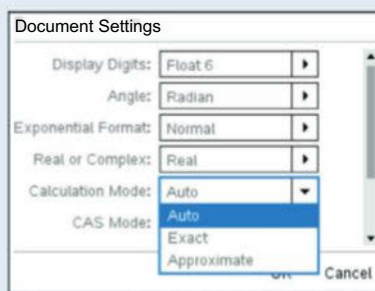 Document Settings
Display Digits: Float 6
Angle: Radian
Exponential Format: Normal
Real or Complex: Real
Calculation Mode: Auto
CAS Mode: Auto
Exact
Approximate
Cancel